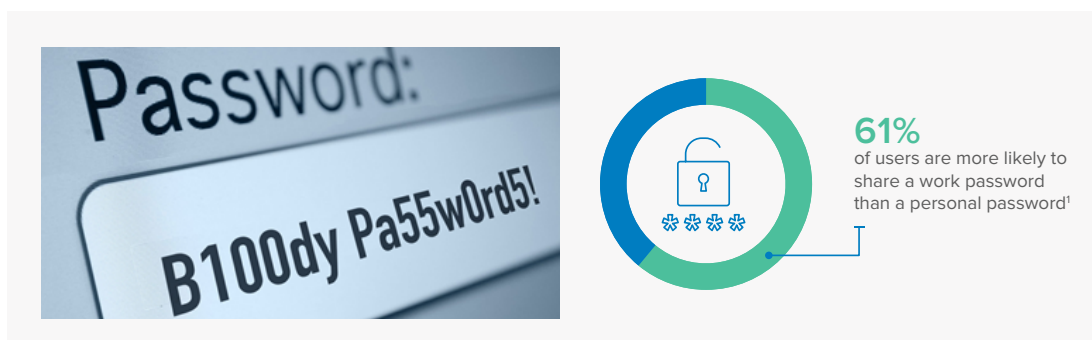 Password:
B100dy Pa55w0rd5!
61%
of users are more likely to
share a work password
than a personal password¹
****